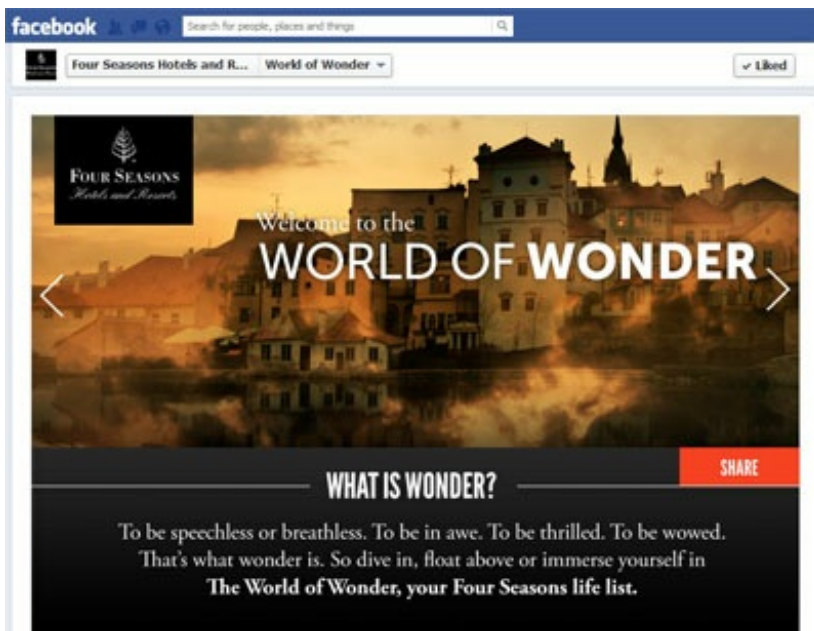 facebook
Search for people, places and things
Four Seasons Hotels and R... World of Wonder
Liked
FOUR SEASONS
Hotels and Resorts
Welcome to the
WORLD OF WONDER
SHARE
WHAT IS WONDER?
To be speechless or breathless. To be in awe. To be thrilled. To be wowed.
That's what wonder is. So dive in, float above or immerse yourself in
The World of Wonder, your Four Seasons life list.